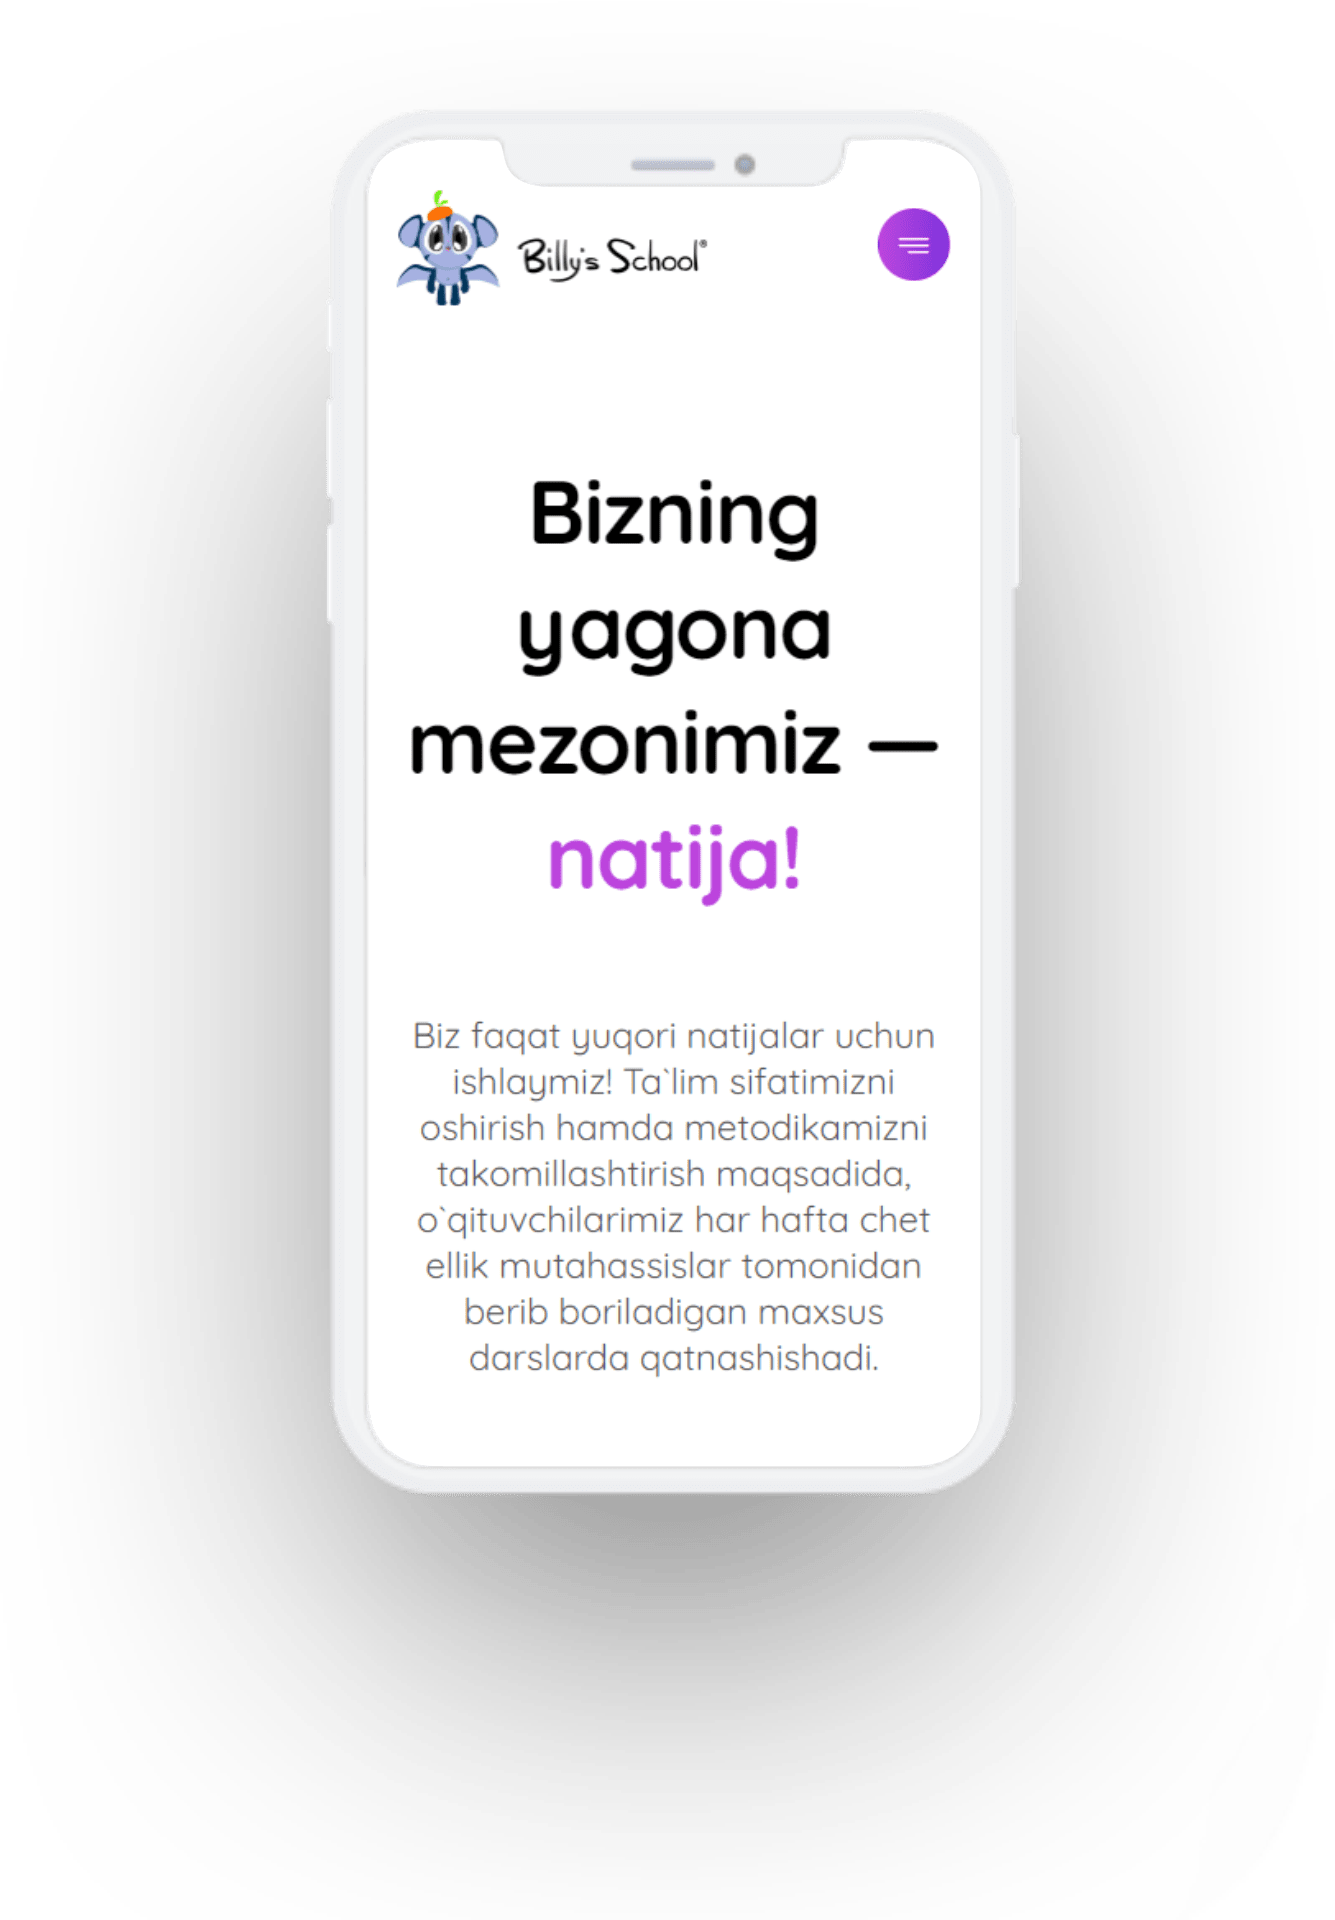 Billy's School®
Bizning
yagona
mezonimiz —
natija!
Biz faqat yuqori natijalar uchun
ishlaymiz! Ta`lim sifatimizni
oshirish hamda metodikamizni
takomillashtirish maqsadida,
o`qituvchilarimiz har hafta chet
ellik mutahassislar tomonidan
berib boriladigan maxsus
darslarda qatnashishadi.